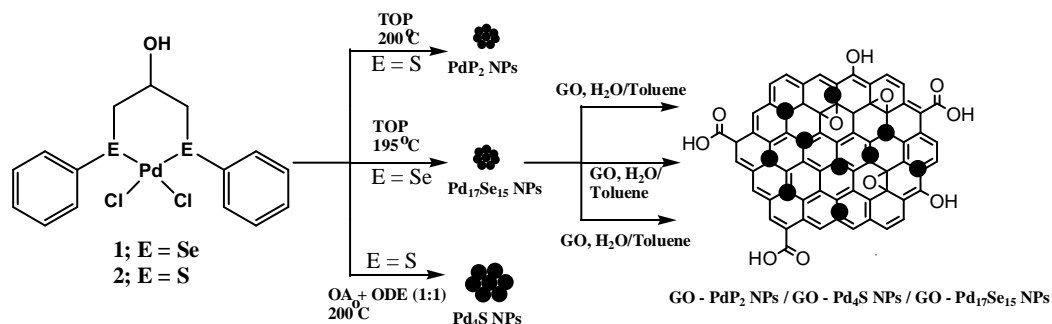 OH
E
E
Pd
Cl
Cl
1; E = Se
2; E = S
TOP
200°C
E = S
PdP₂ NPs
TOP
195°C
E = Se
Pd₁₇Se₁₅ NPs
E = S
OA + ODE (1:1)
200°C
Pd₄S NPs
GO, H₂O/Toluene
GO, H₂O/
Toluene
GO, H₂O/Toluene
OH
O
O
OH
HO
O
O
OH
HO
O
GO - PdP₂ NPs / GO - Pd₄S NPs / GO - Pd₁₇Se₁₅ NPs